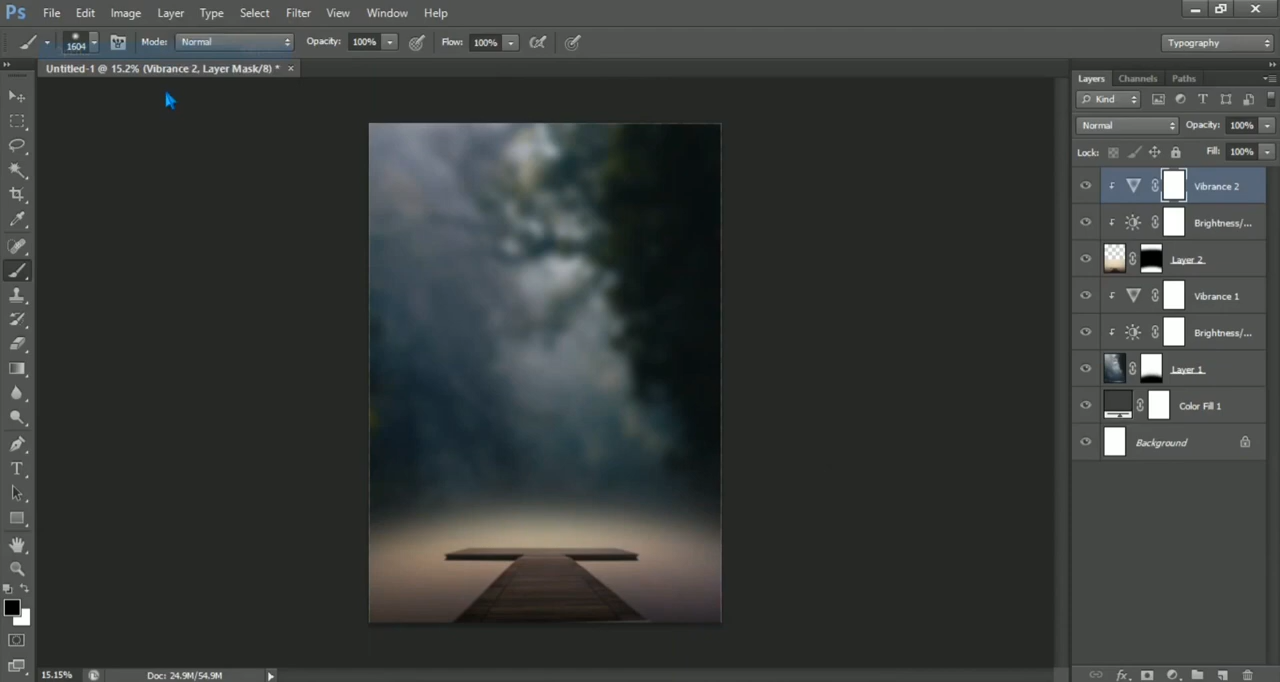 Ps File Edit Image Layer Type Select Filter View Window Help
1604 Mode: Normal Opacity: 100% Flow: 100% Typography
Untitled-1 @ 15.2% (Vibrance 2, Layer Mask/8) * ×
Layers Channels Paths
Kind
Normal Opacity: 100%
Lock: Fill: 100%
Vibrance 2
Brightness/...
Layer 2
Vibrance 1
Brightness/...
Layer 1
Color Fill 1
Background
15.15% Doc: 24.9M/54.9M
fx